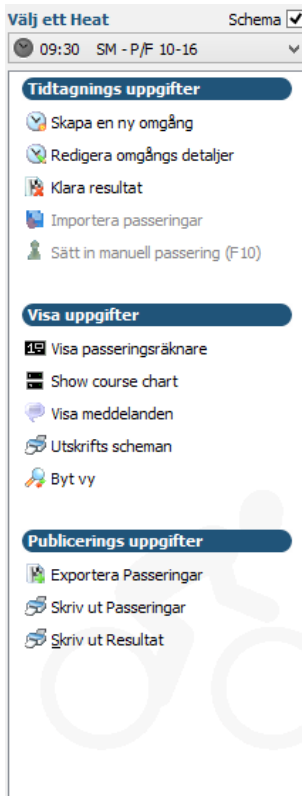 Välj ett Heat Schema
09:30 SM - P/F 10-16
Tidtagnings uppgifter
Skapa en ny omgång
Redigera omgångs detaljer
Klara resultat
Importera passeringar
Sätt in manuell passering (F10)
Visa uppgifter
Visa passeringsräknare
Show course chart
Visa meddelanden
Utskrifts scheman
Byt vy
Publicerings uppgifter
Exportera Passeringar
Skriv ut Passeringar
Skriv ut Resultat